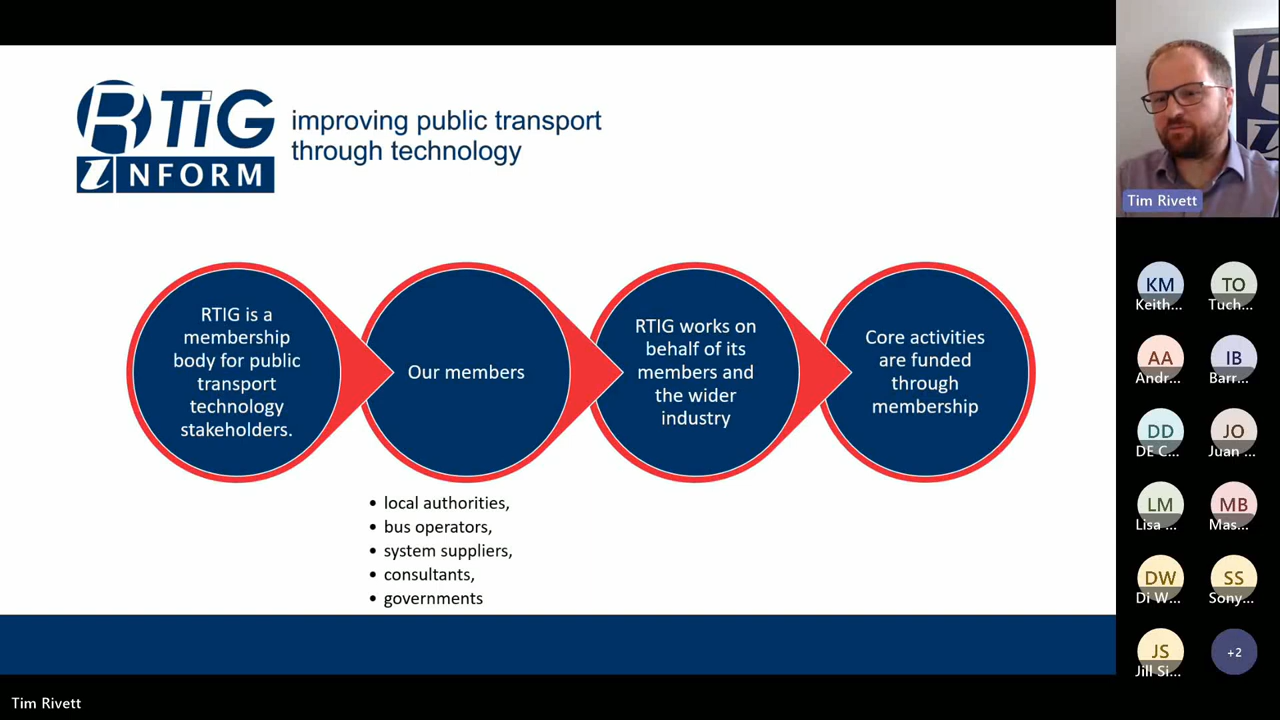 RTiG
iNFORM
improving public transport
through technology
RTIG is a
membership
body for public
transport
technology
stakeholders.
Our members
• local authorities,
• bus operators,
• system suppliers,
• consultants,
• governments
RTIG works on
behalf of its
members and
the wider
industry
Core activities
are funded
through
membership
Tim Rivett
KM
Keith...
TO
Tuch...
AA
Andr...
IB
Barr...
DD
DE C...
JO
Juan ...
LM
Lisa ...
MB
Mas...
DW
Di W...
SS
Sony...
JS
Jill Si...
+2
Tim Rivett